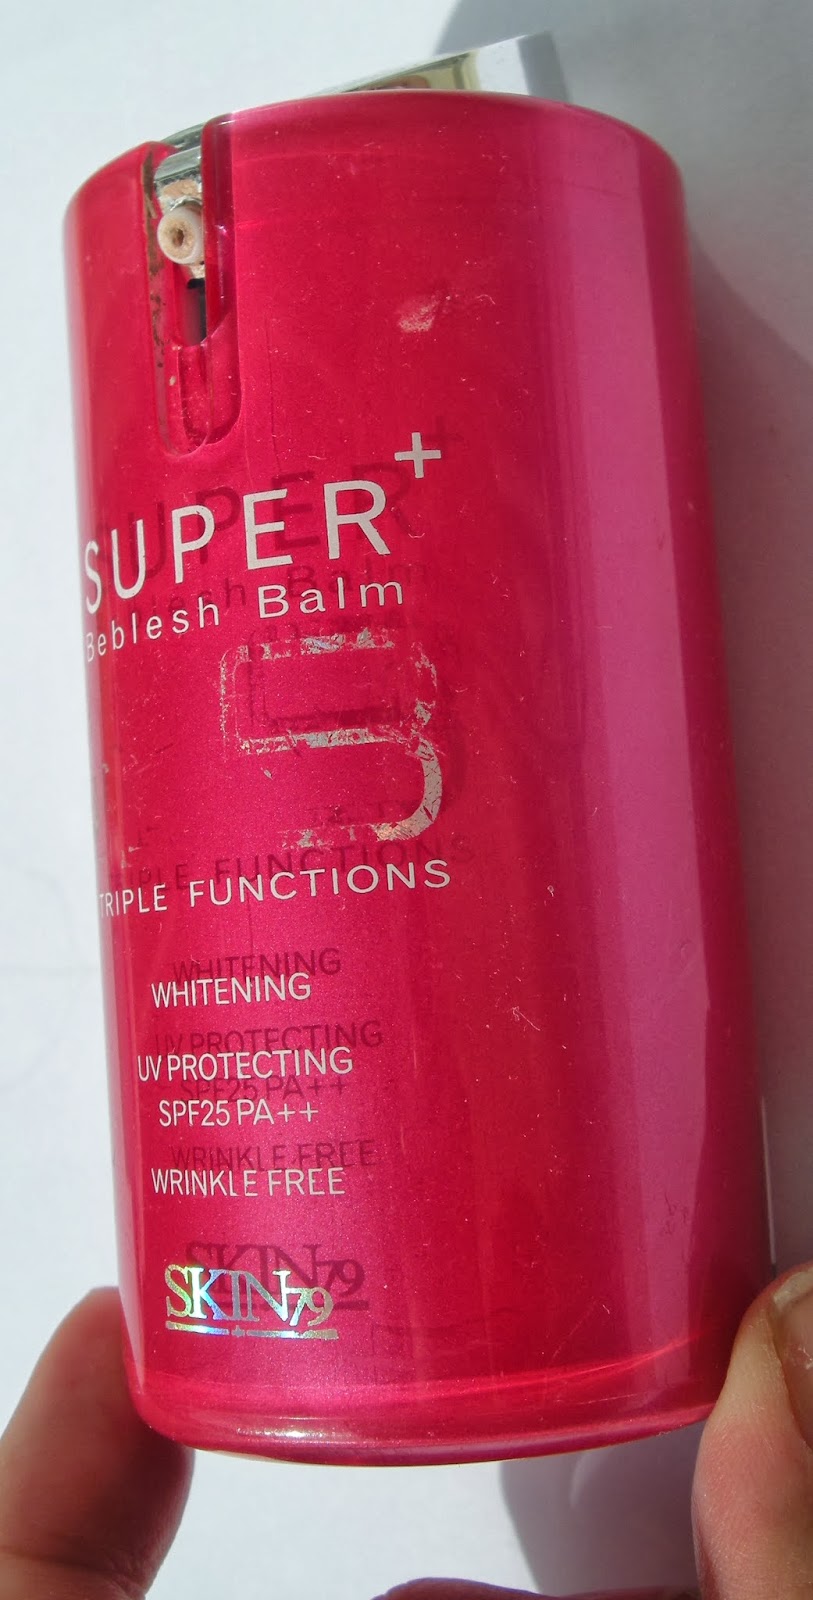 SUPER+
Beblesh Balm
TRIPLE FUNCTIONS
WHITENING
UV PROTECTING
SPF25 PA++
WRINKLE FREE
SKIN79